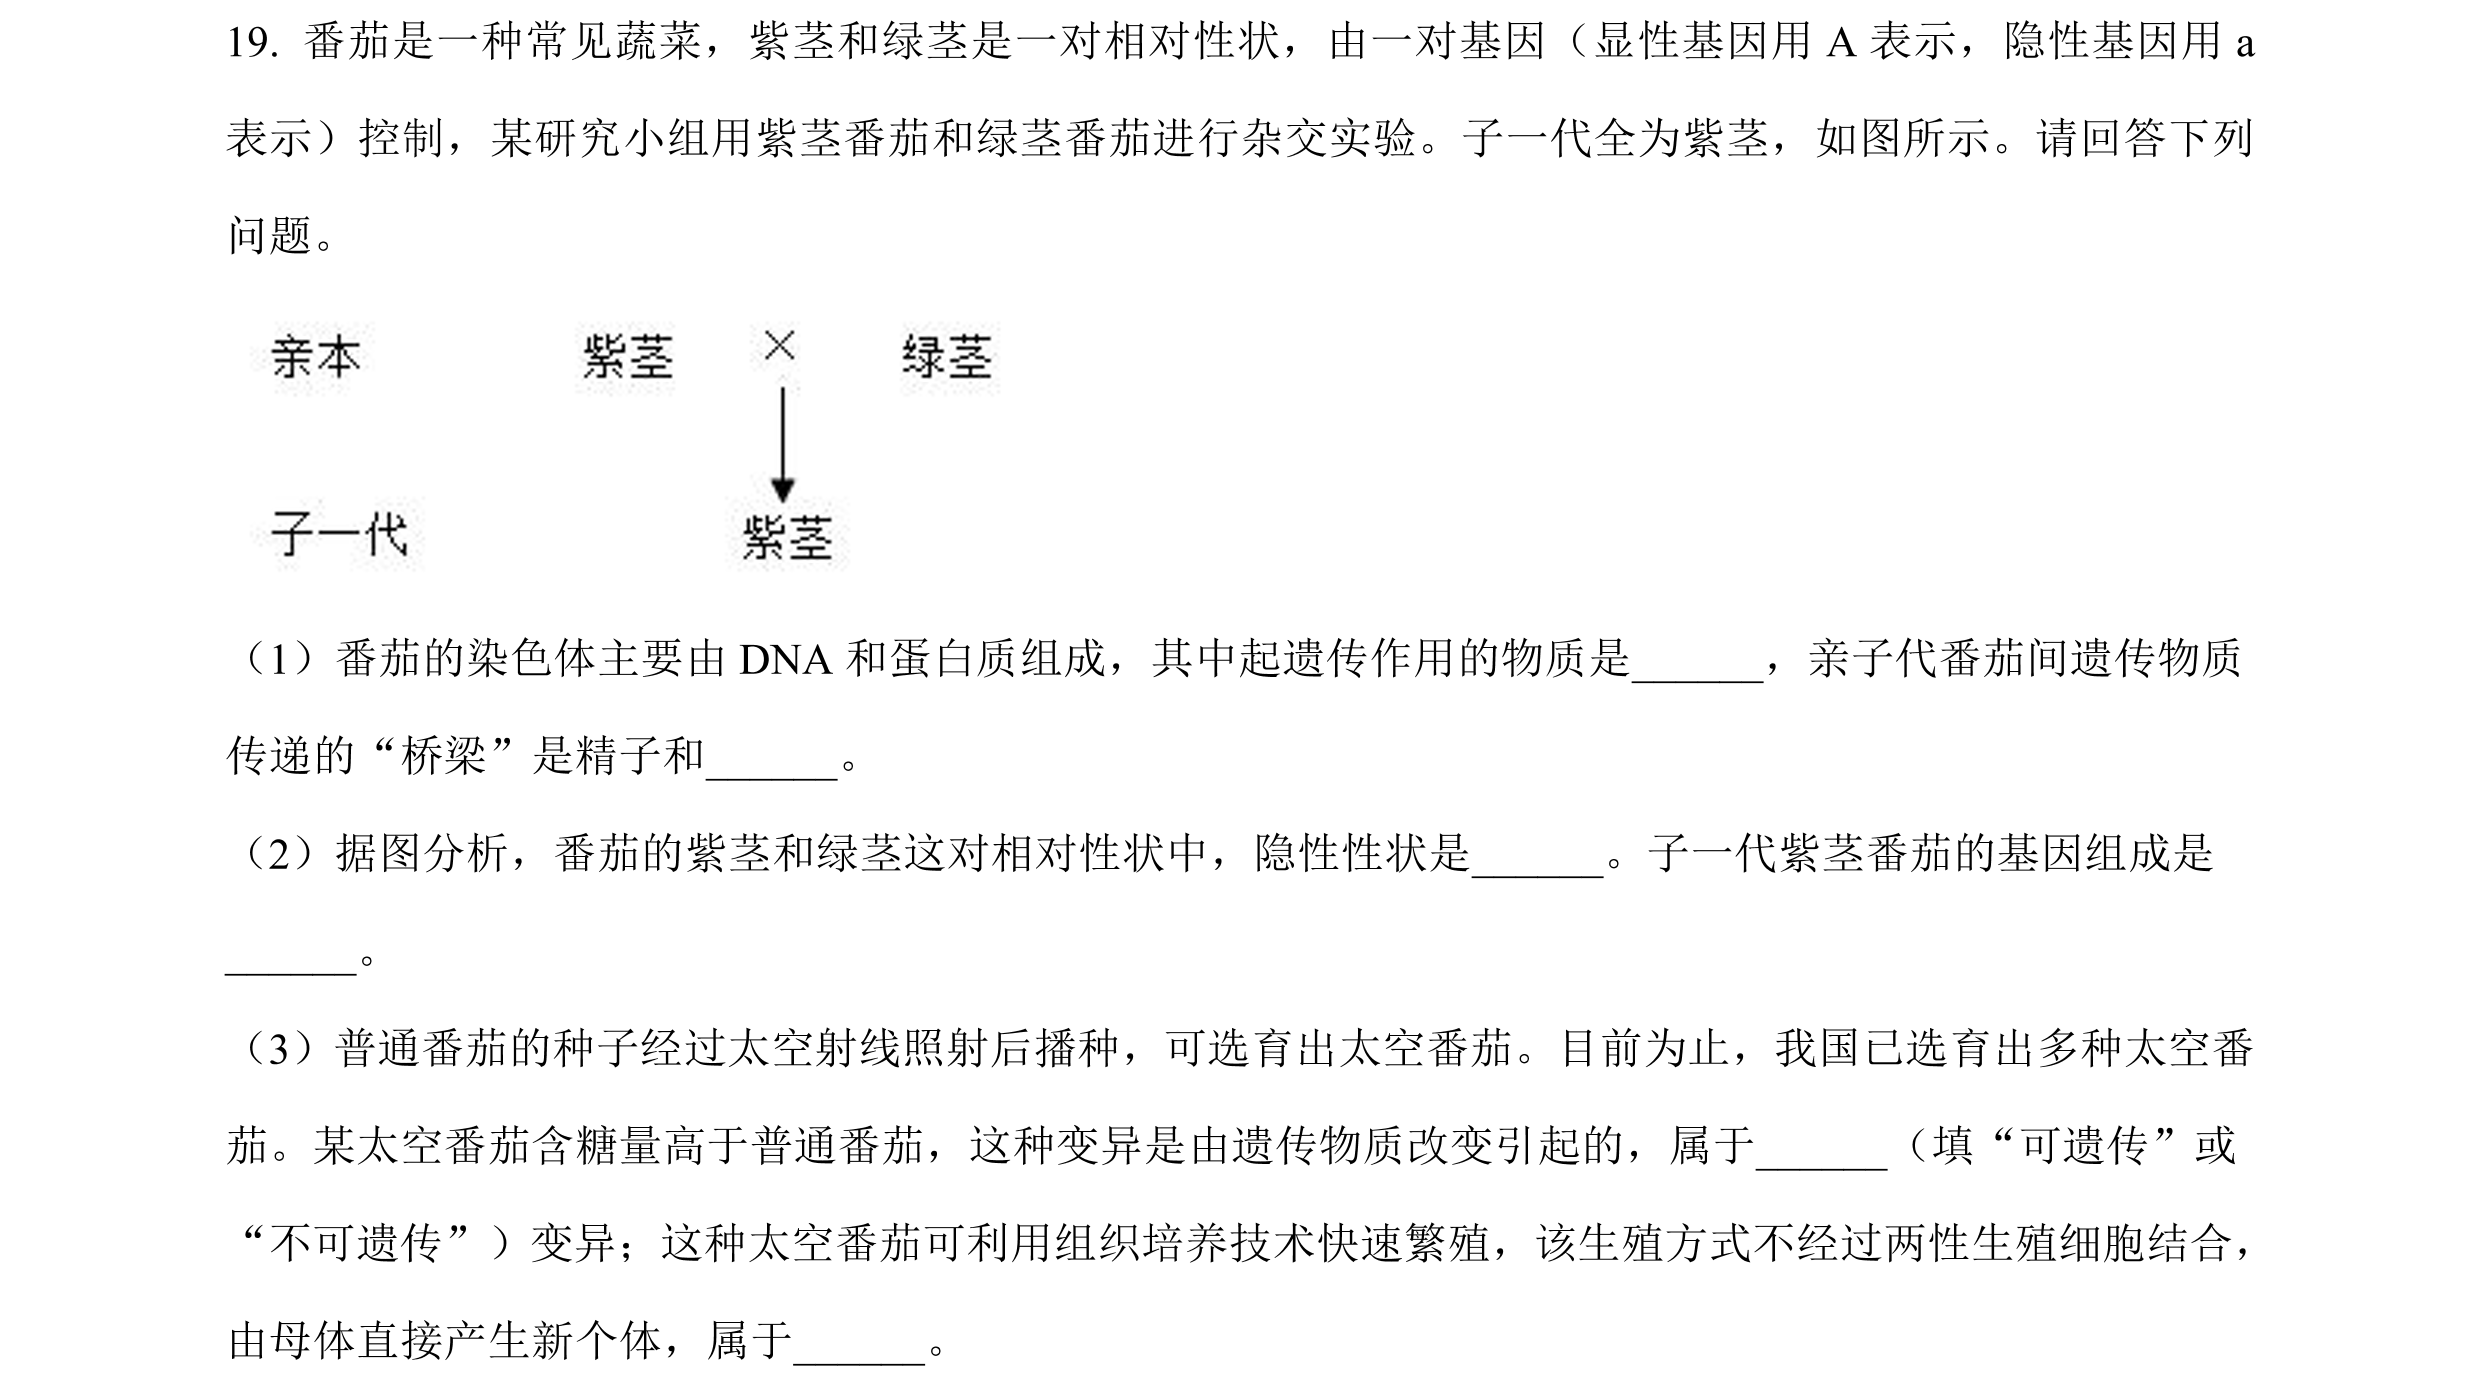 19. 番茄是一种常见蔬菜，紫茎和绿茎是一对相对性状，由一对基因（显性基因用 A 表示，隐性基因用 a
表示）控制，某研究小组用紫茎番茄和绿茎番茄进行杂交实验。子一代全为紫茎，如图所示。请回答下列
问题。
亲本 紫茎 × 绿茎
子一代 紫茎
（1）番茄的染色体主要由 DNA 和蛋白质组成，其中起遗传作用的物质是______，亲子代番茄间遗传物质
传递的“桥梁”是精子和______。
（2）据图分析，番茄的紫茎和绿茎这对相对性状中，隐性性状是______。子一代紫茎番茄的基因组成是
______。
（3）普通番茄的种子经过太空射线照射后播种，可选育出太空番茄。目前为止，我国已选育出多种太空番
茄。某太空番茄含糖量高于普通番茄，这种变异是由遗传物质改变引起的，属于______（填“可遗传”或
“不可遗传”）变异；这种太空番茄可利用组织培养技术快速繁殖，该生殖方式不经过两性生殖细胞结合，
由母体直接产生新个体，属于______。